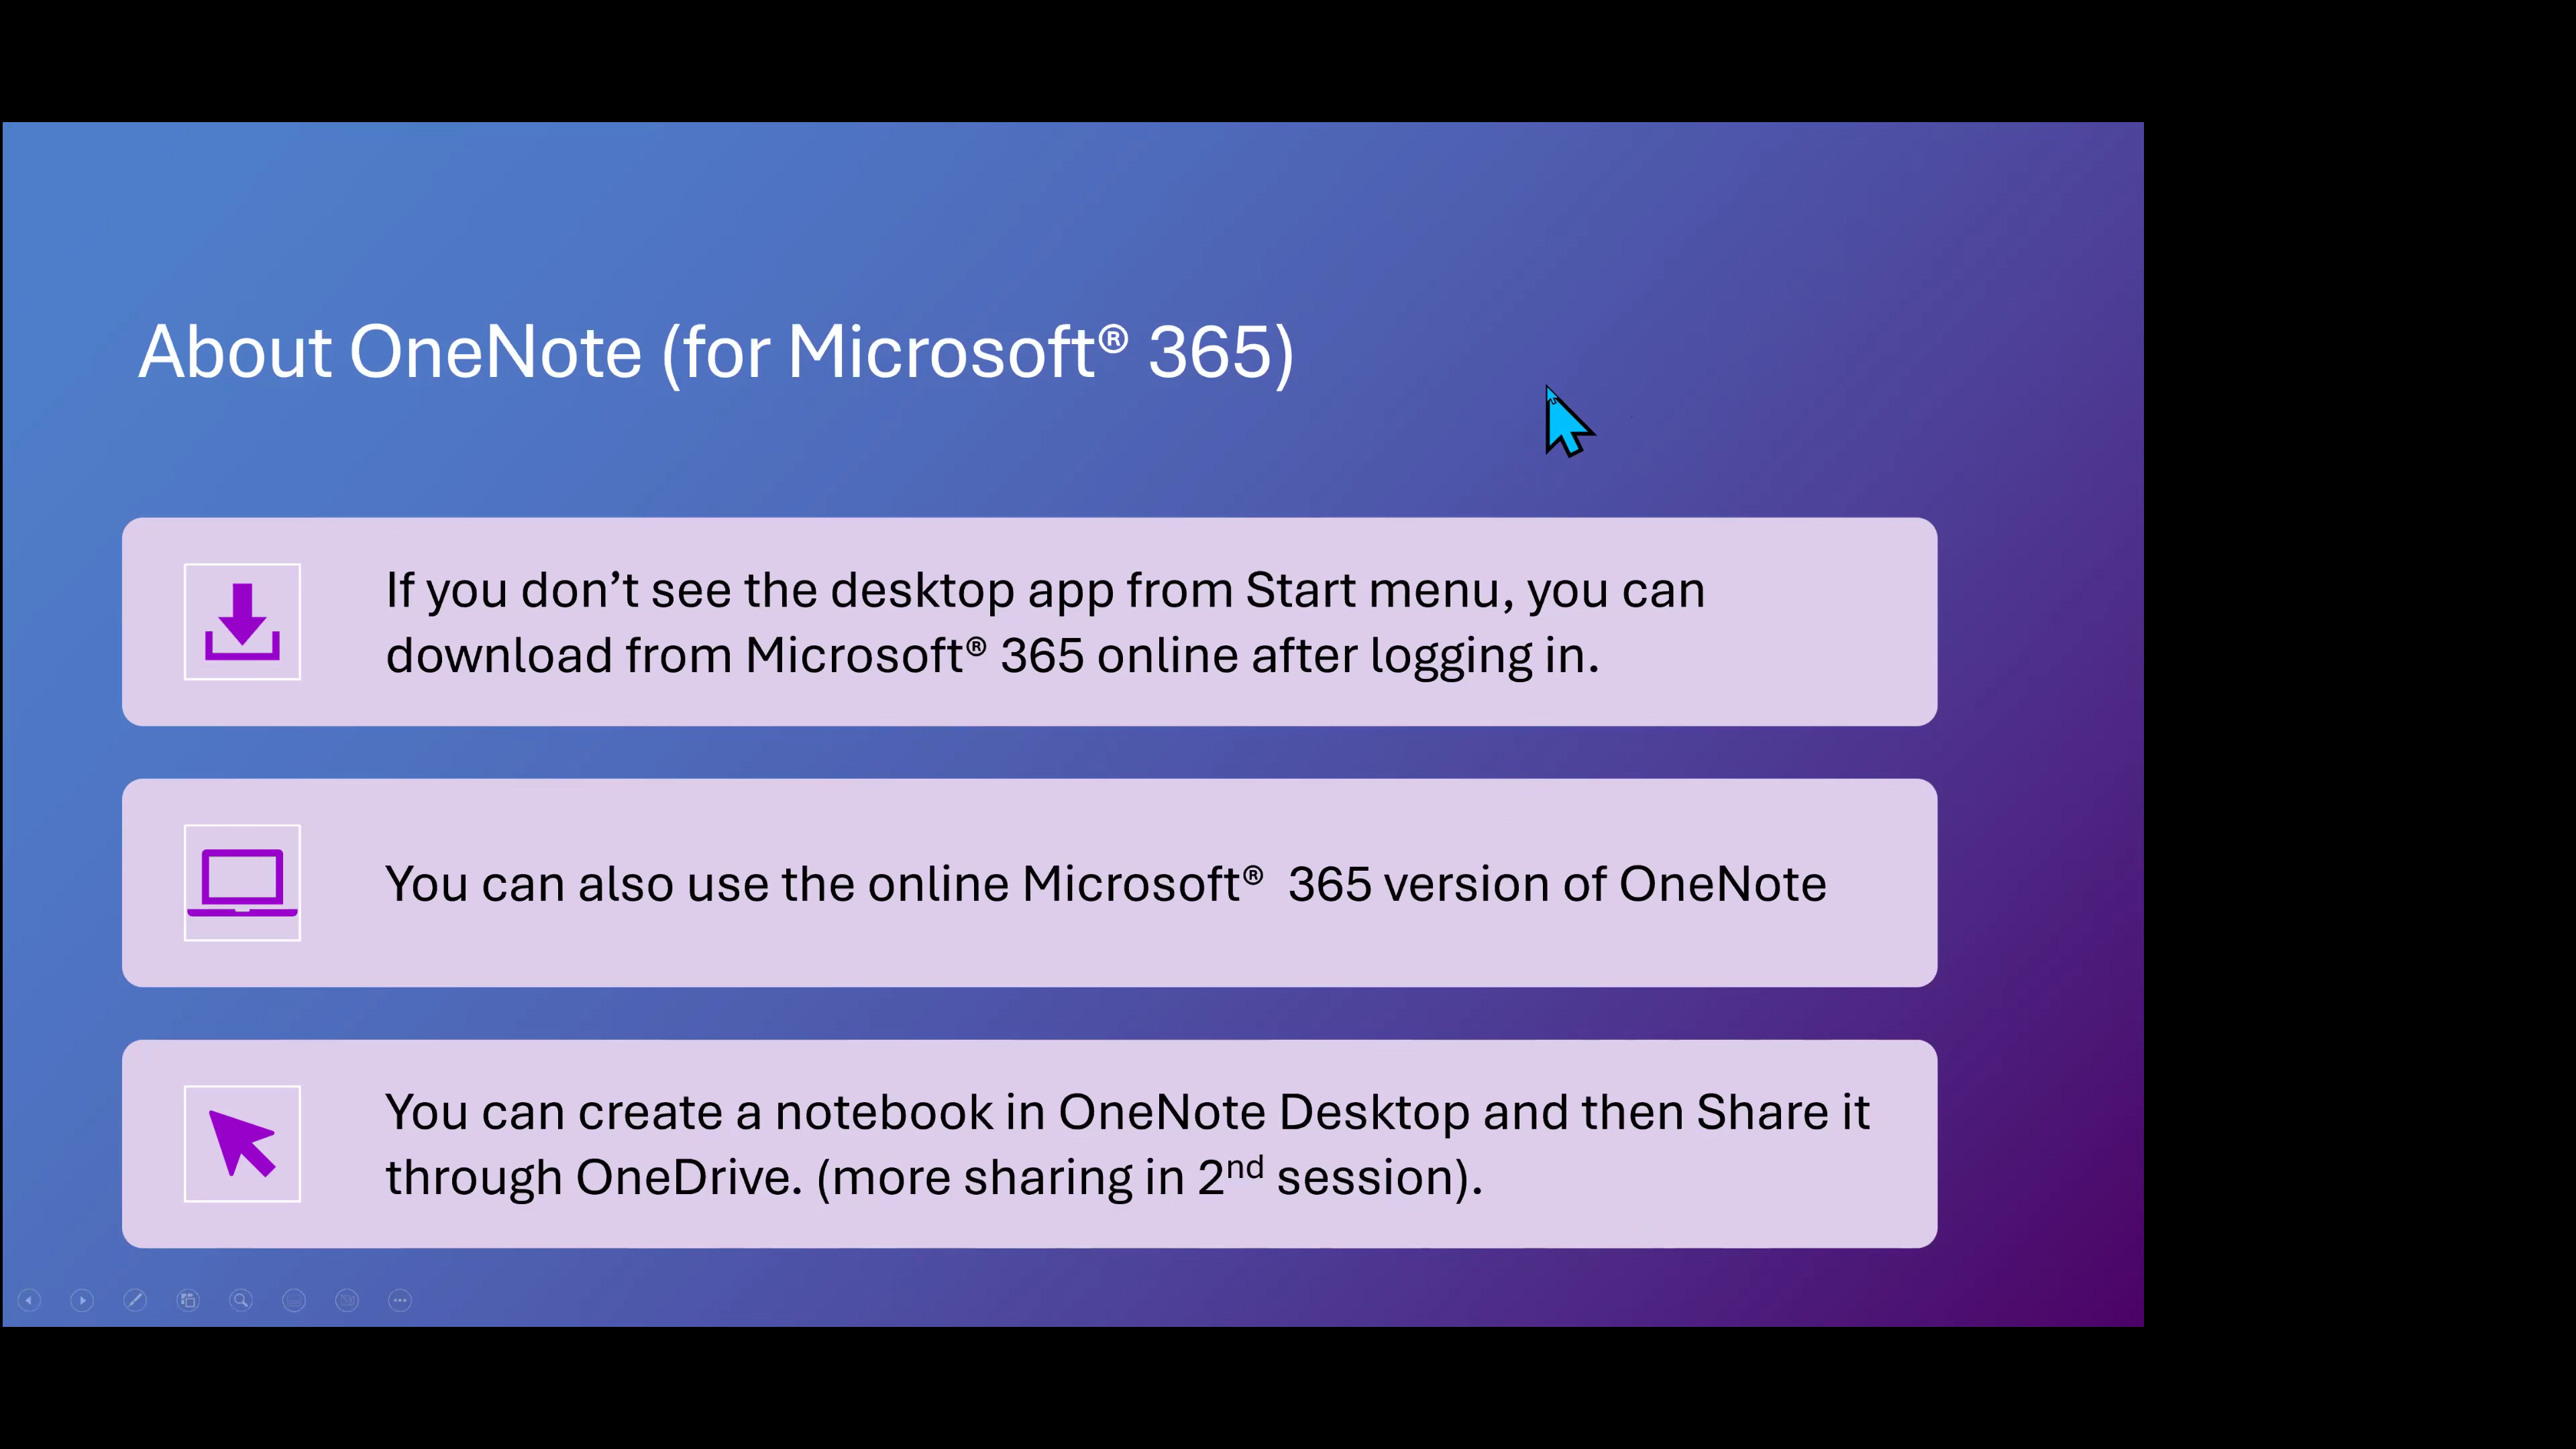 About OneNote (for Microsoft® 365)
If you don’t see the desktop app from Start menu, you can
download from Microsoft® 365 online after logging in.
You can also use the online Microsoft®  365 version of OneNote
You can create a notebook in OneNote Desktop and then Share it
through OneDrive. (more sharing in 2nd session).